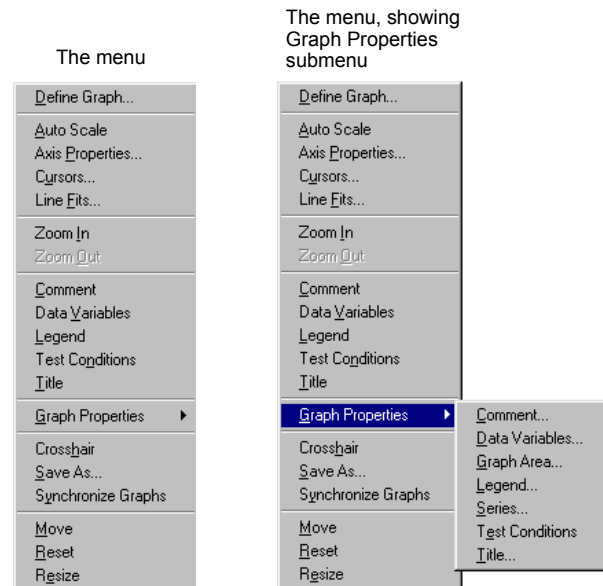 The menu
Define Graph...
Auto Scale
Axis Properties...
Cursors...
Line Fits...
Zoom In
Zoom Out
Comment
Data Variables
Legend
Test Conditions
Title
Graph Properties
Crosshair
Save As...
Synchronize Graphs
Move
Reset
Resize
The menu, showing
Graph Properties
submenu
Define Graph...
Auto Scale
Axis Properties...
Cursors...
Line Fits...
Zoom In
Zoom Out
Comment
Data Variables
Legend
Test Conditions
Title
Graph Properties
Crosshair
Save As...
Synchronize Graphs
Move
Reset
Resize
Comment...
Data Variables...
Graph Area...
Legend...
Series...
Test Conditions
Title...